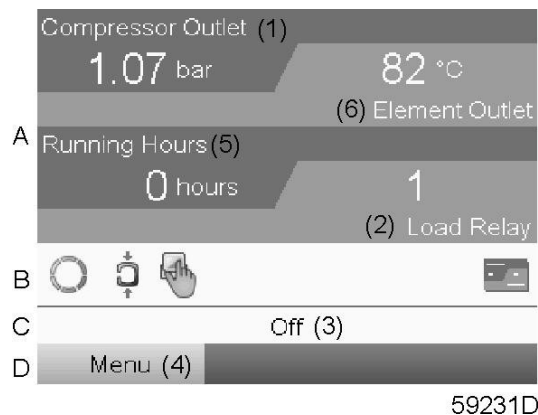 Compressor Outlet (1)
1.07 bar
82 °C
(6) Element Outlet
A
Running Hours(5)
0 hours
1
(2) Load Relay
B
C
Off (3)
D
Menu (4)
59231D